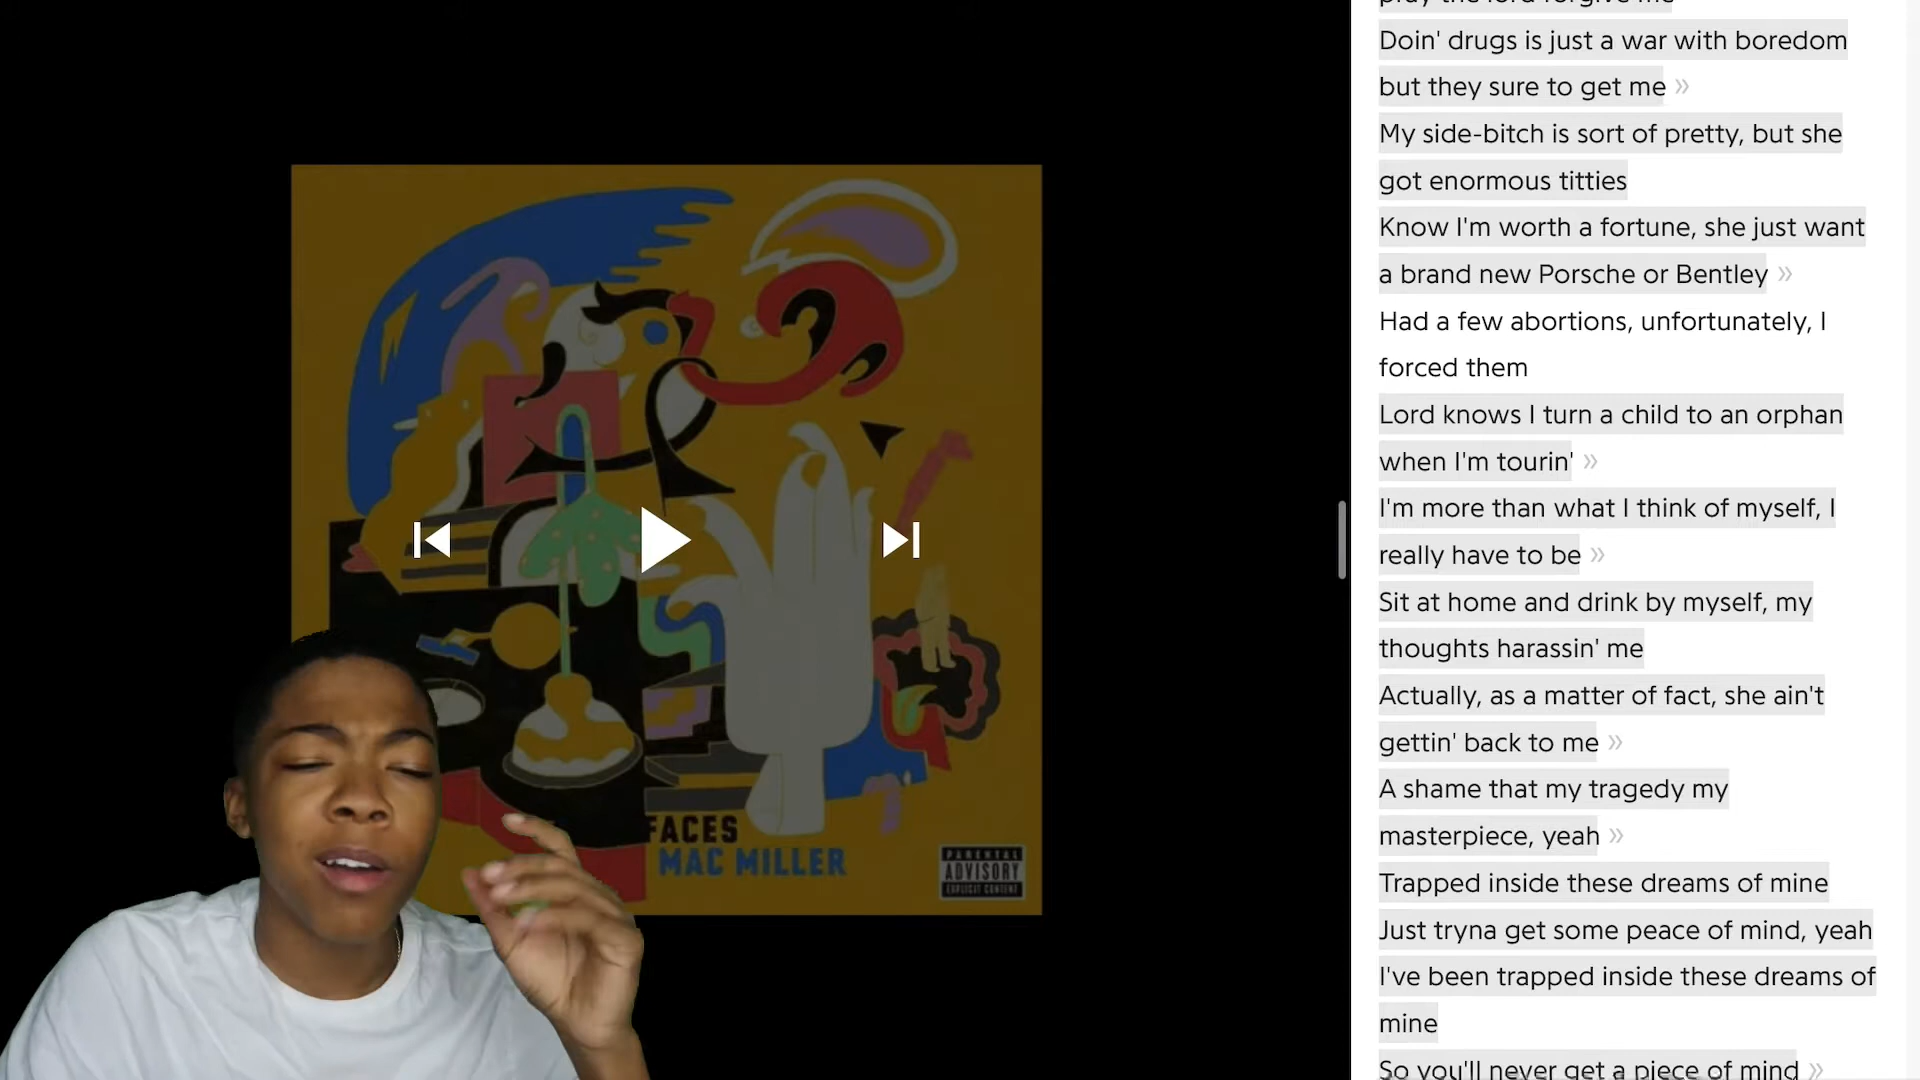 Doin' drugs is just a war with boredom
but they sure to get me »
My side-bitch is sort of pretty, but she
got enormous titties
Know I'm worth a fortune, she just want
a brand new Porsche or Bentley »
Had a few abortions, unfortunately, I
forced them
Lord knows I turn a child to an orphan
when I'm tourin' »
I'm more than what I think of myself, I
really have to be »
Sit at home and drink by myself, my
thoughts harassin' me
Actually, as a matter of fact, she ain't
gettin' back to me »
A shame that my tragedy my
masterpiece, yeah »
Trapped inside these dreams of mine
Just tryna get some peace of mind, yeah
I've been trapped inside these dreams of
mine
So you'll never get a piece of mind »
FACES
MAC MILLER
PARENTAL
ADVISORY
EXPLICIT CONTENT